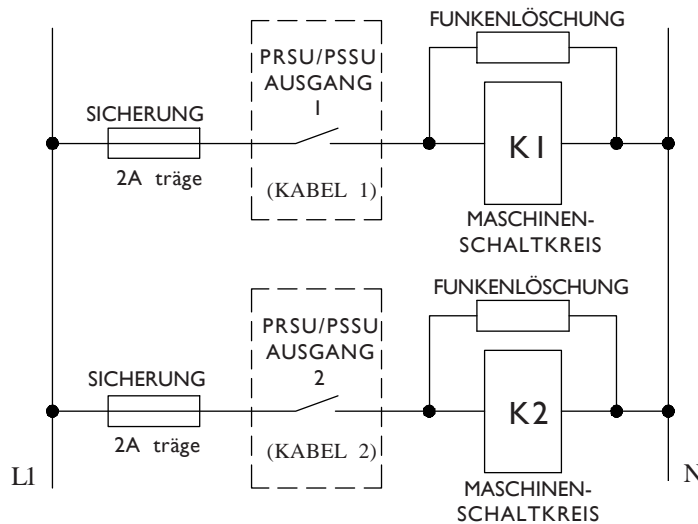 FUNKENLÖSCHUNG
PRSU/PSSU
AUSGANG
1
SICHERUNG
K1
2A träge
(KABEL 1)
MASCHINEN-
SCHALTKREIS
FUNKENLÖSCHUNG
PRSU/PSSU
AUSGANG
2
SICHERUNG
K2
2A träge
(KABEL 2)
L1
N
MASCHINEN-
SCHALTKREIS